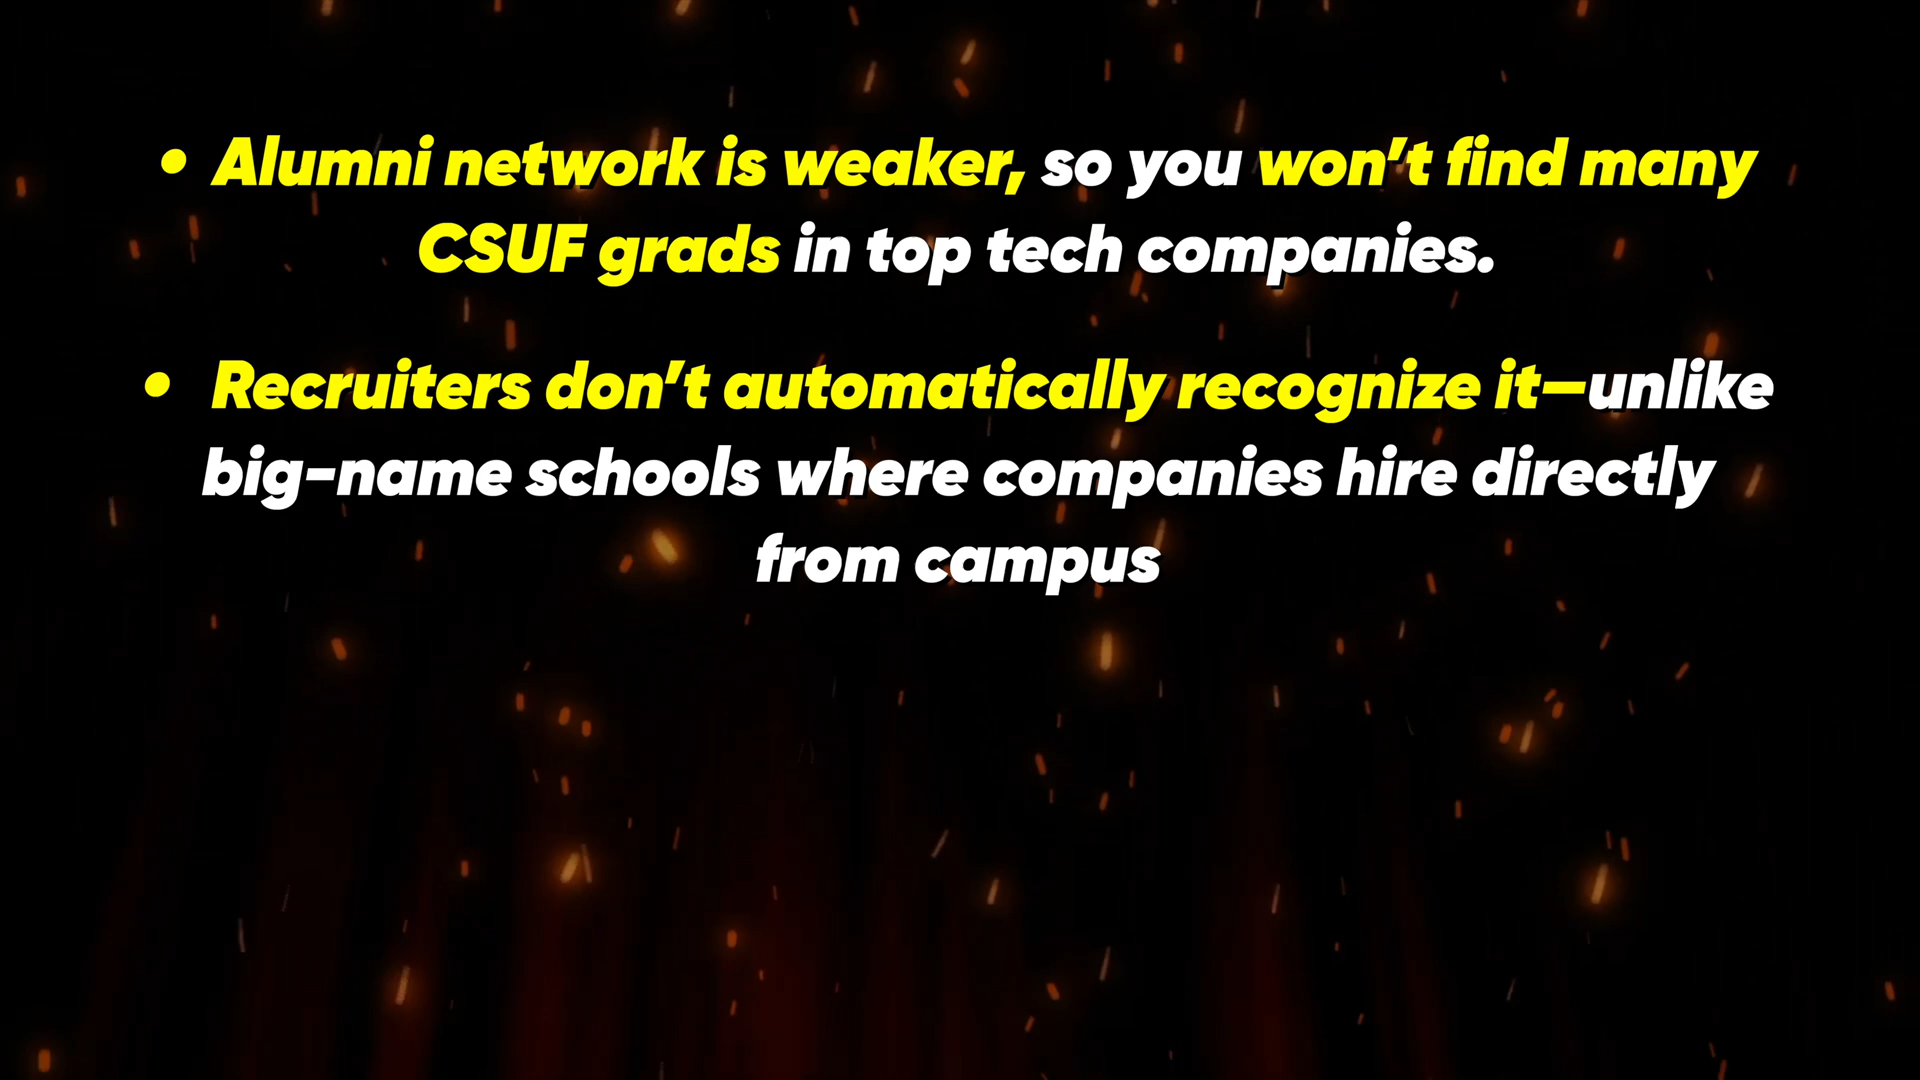 • Alumni network is weaker, so you won’t find many
CSUF grads in top tech companies.
• Recruiters don’t automatically recognize it—unlike
big-name schools where companies hire directly
from campus